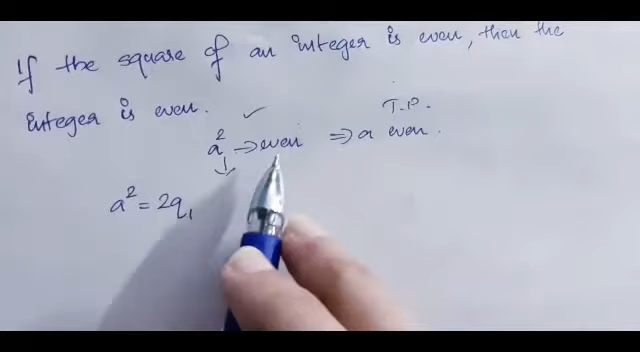 If the square of an integer is even, then the
integer is even.
T.P.
a² → even ⇒ a even.
a² = 2q₁